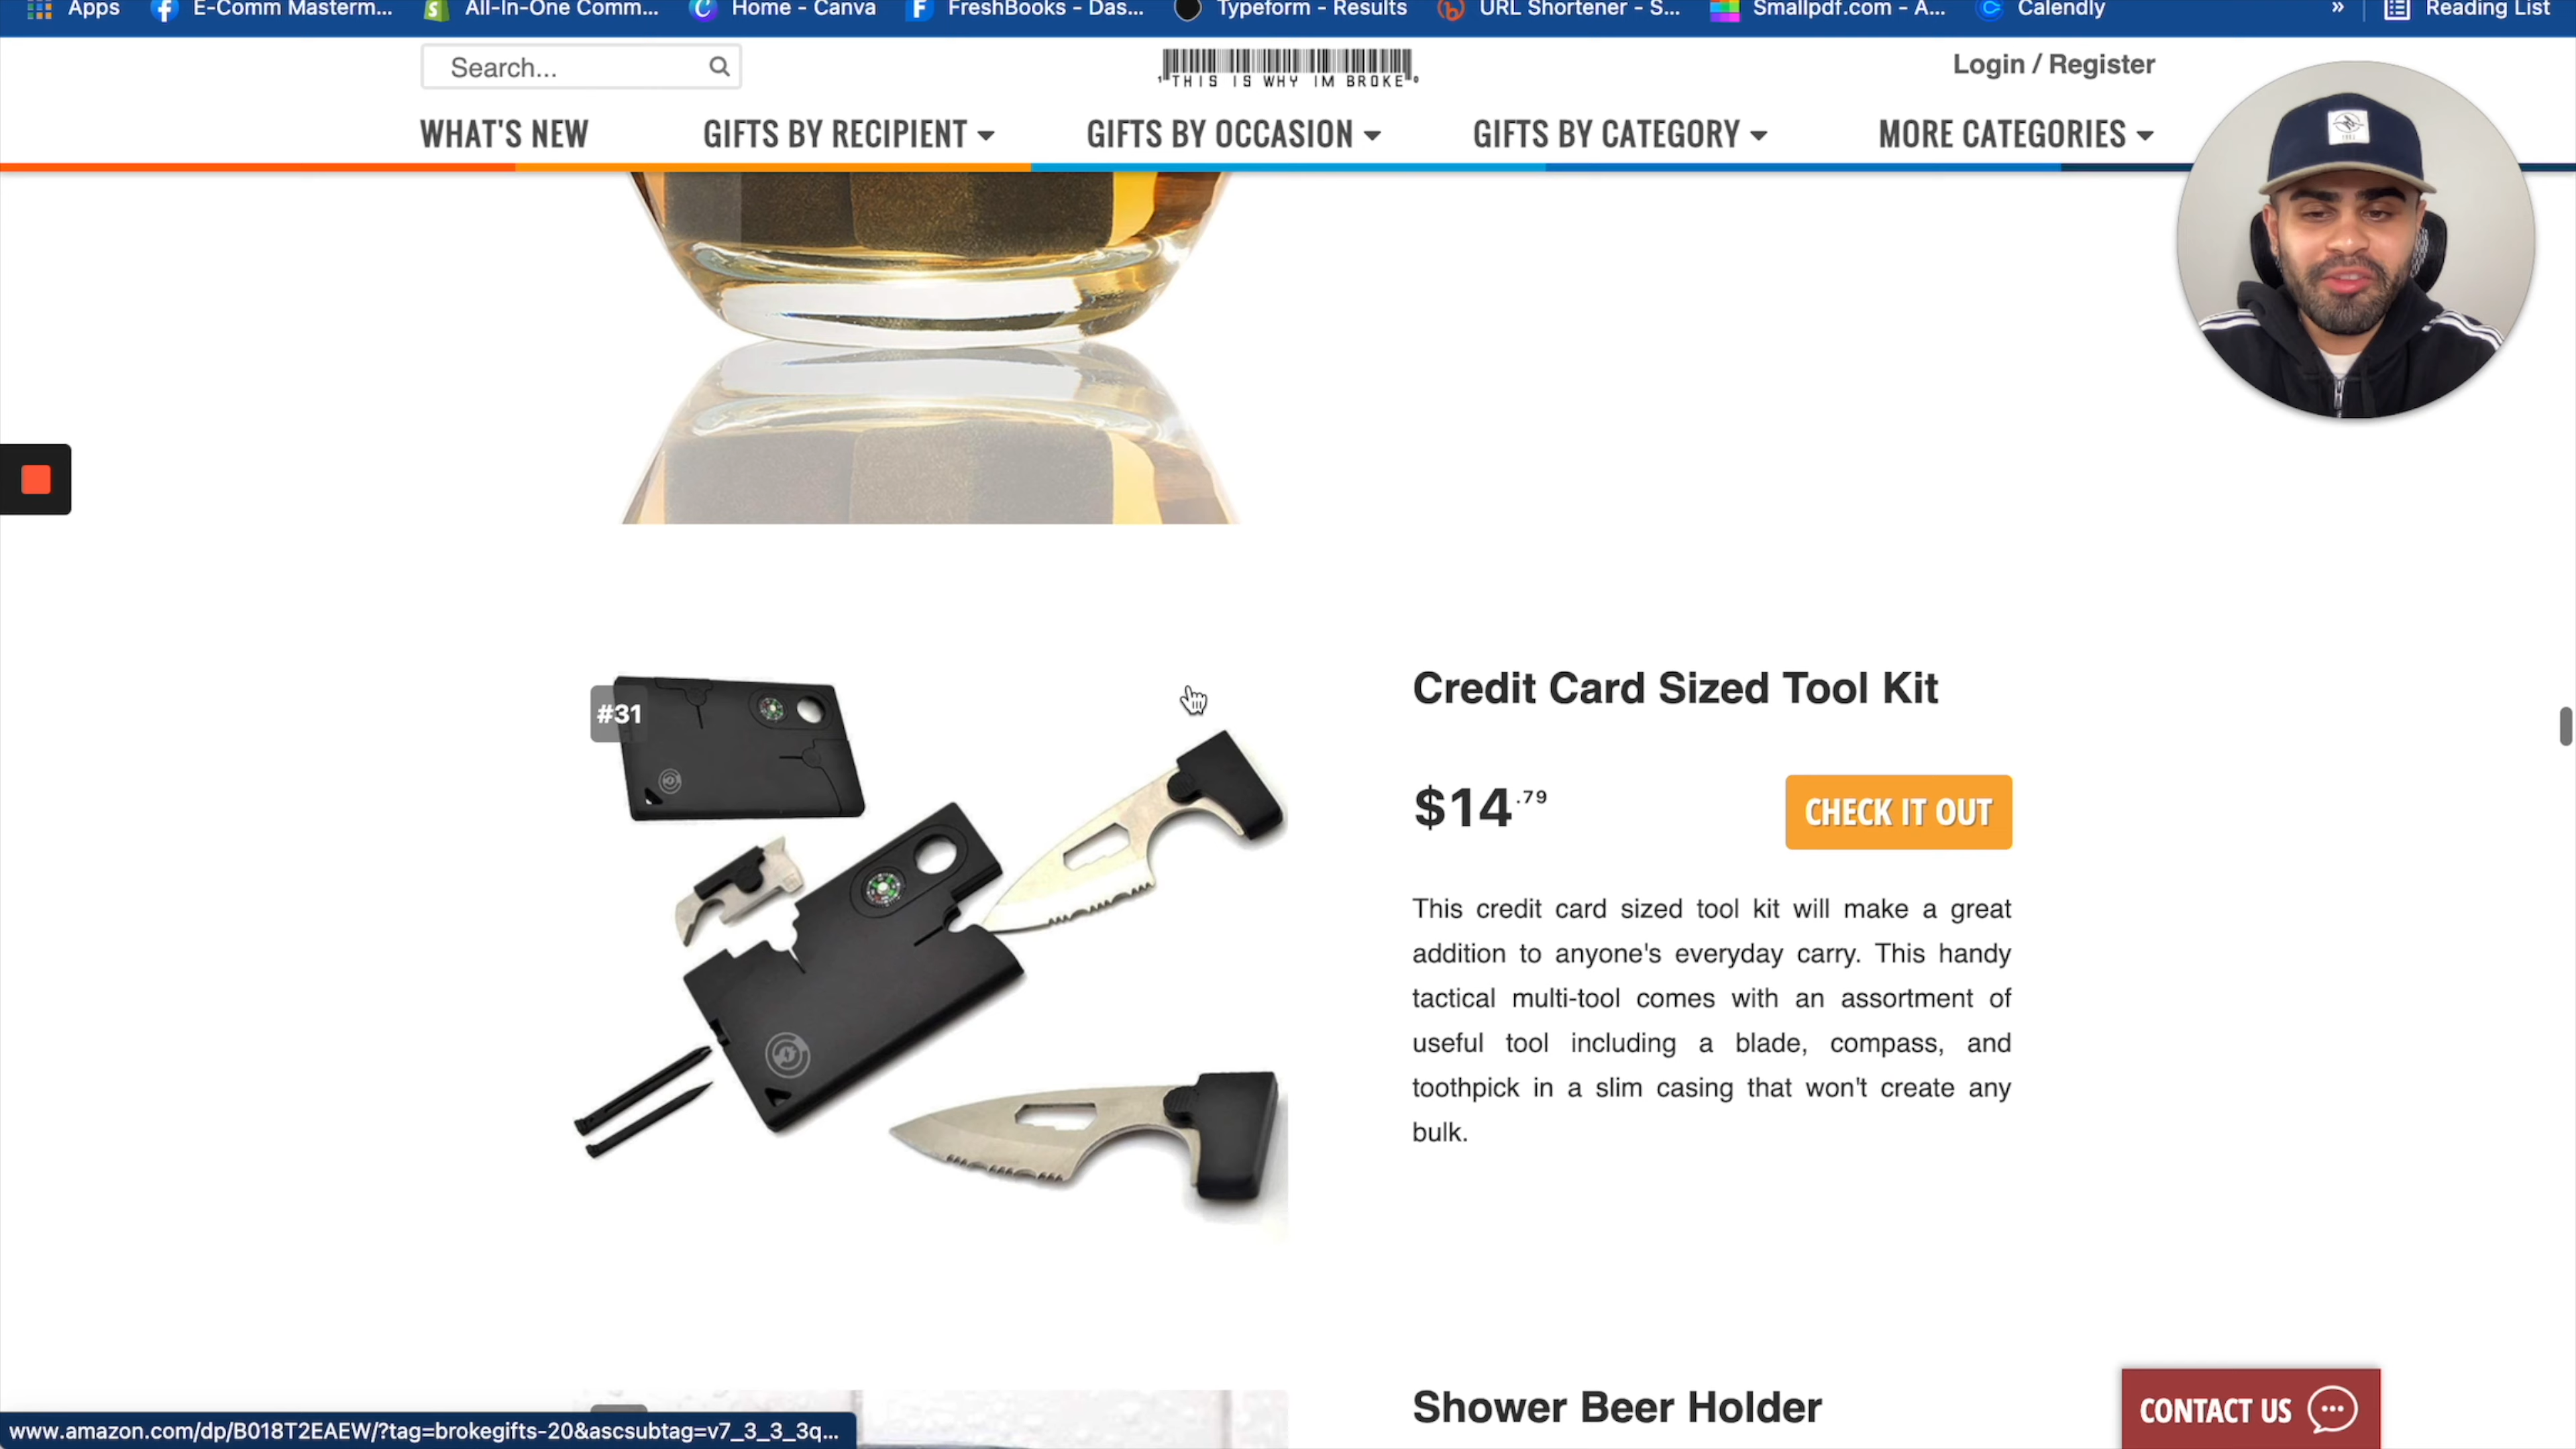 Apps E-Comm Masterm... All-In-One Comm... Home - Canva FreshBooks - Das... Typeform - Results URL Shortener - S... Smallpdf.com - A... Calendly » Reading List
Search... THIS IS WHY IM BROKE Login / Register
WHAT'S NEW GIFTS BY RECIPIENT GIFTS BY OCCASION GIFTS BY CATEGORY MORE CATEGORIES
#31
Credit Card Sized Tool Kit
$14.79 CHECK IT OUT
This credit card sized tool kit will make a great
addition to anyone's everyday carry. This handy
tactical multi-tool comes with an assortment of
useful tool including a blade, compass, and
toothpick in a slim casing that won't create any
bulk.
Shower Beer Holder
CONTACT US
www.amazon.com/dp/B018T2EAEW/?tag=brokegifts-20&ascsubtag=v7_3_3_3q...